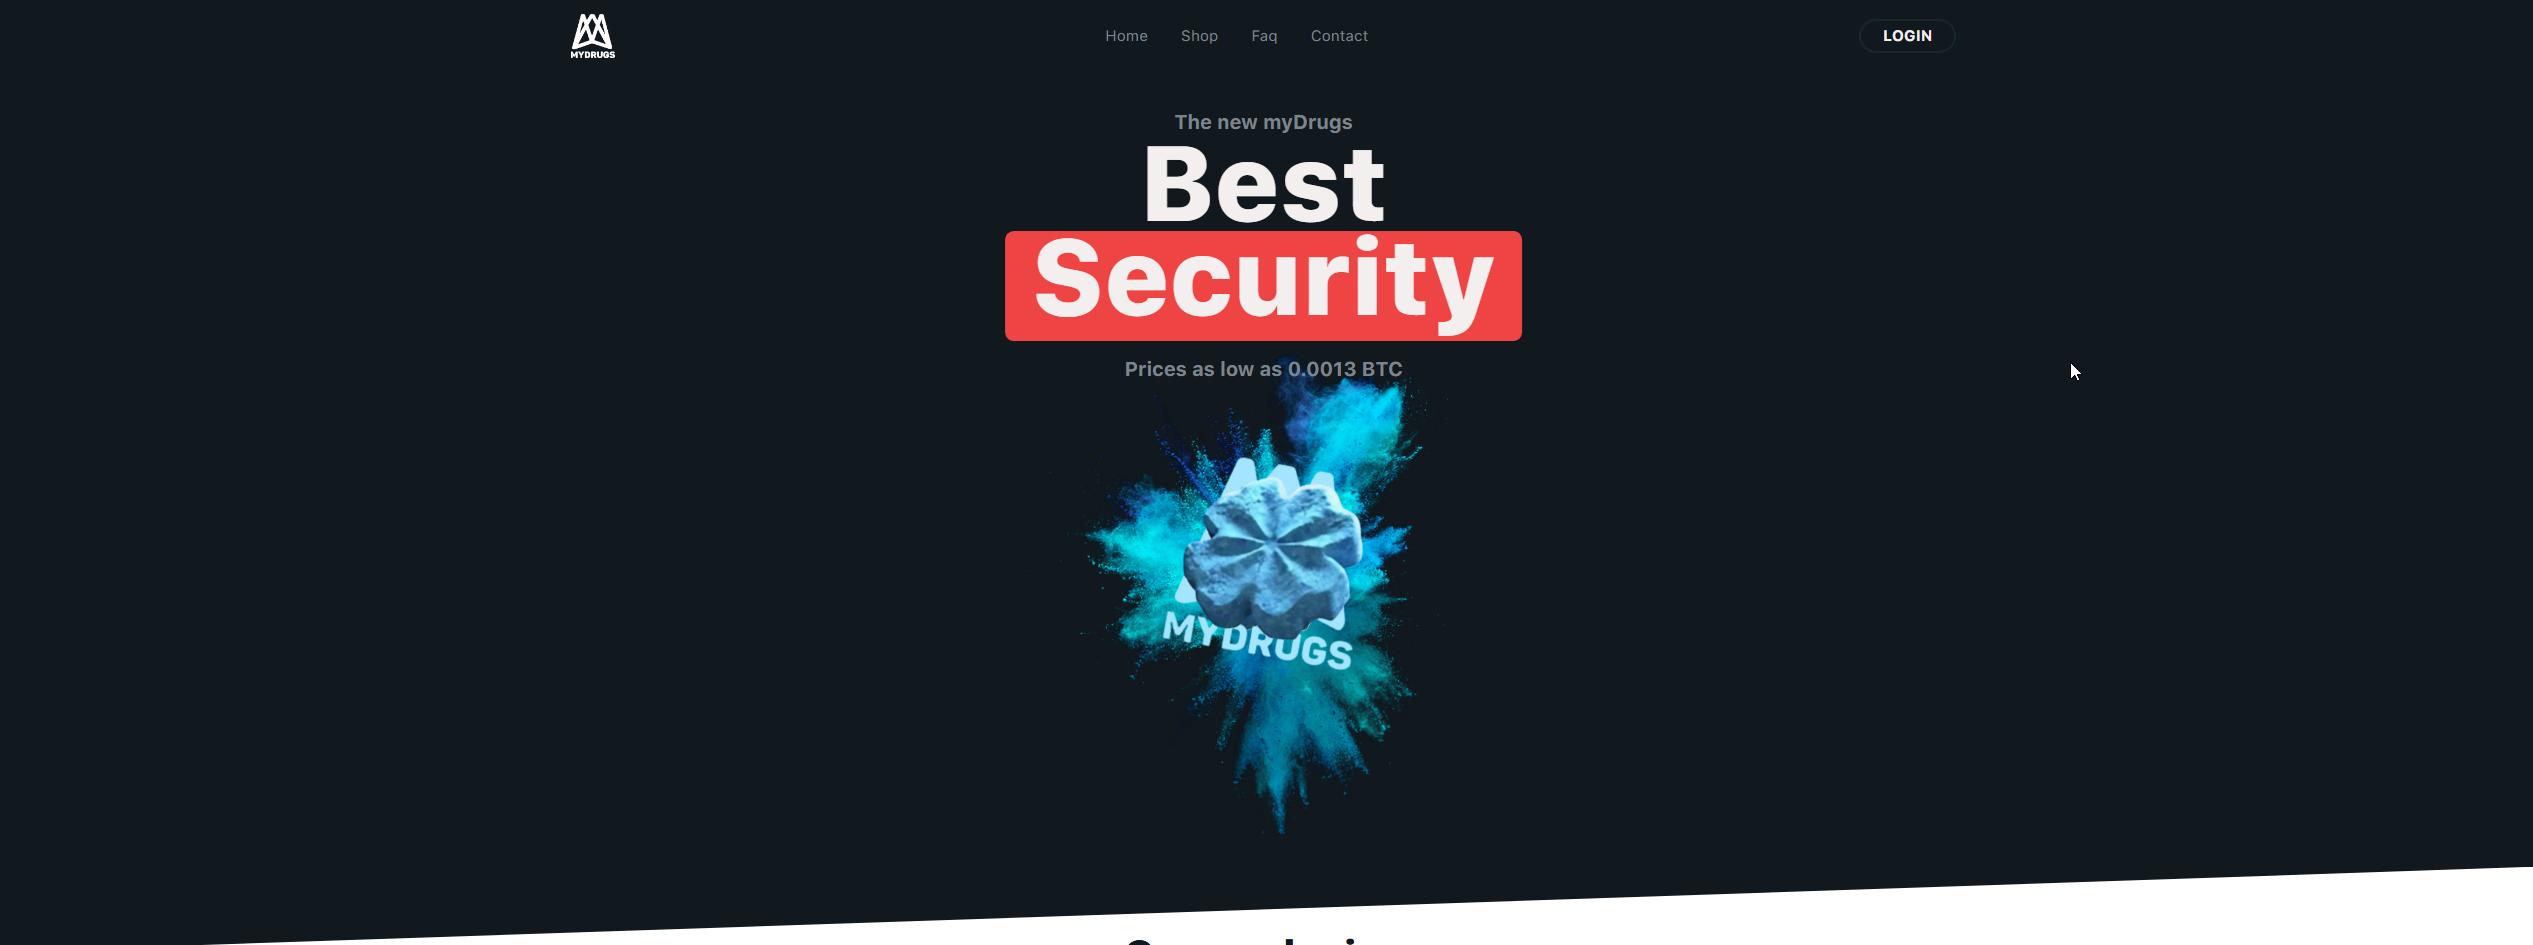 MYDRUGS
Home Shop Faq Contact
LOGIN
The new myDrugs
Best
Security
Prices as low as 0.0013 BTC
MYDRUGS